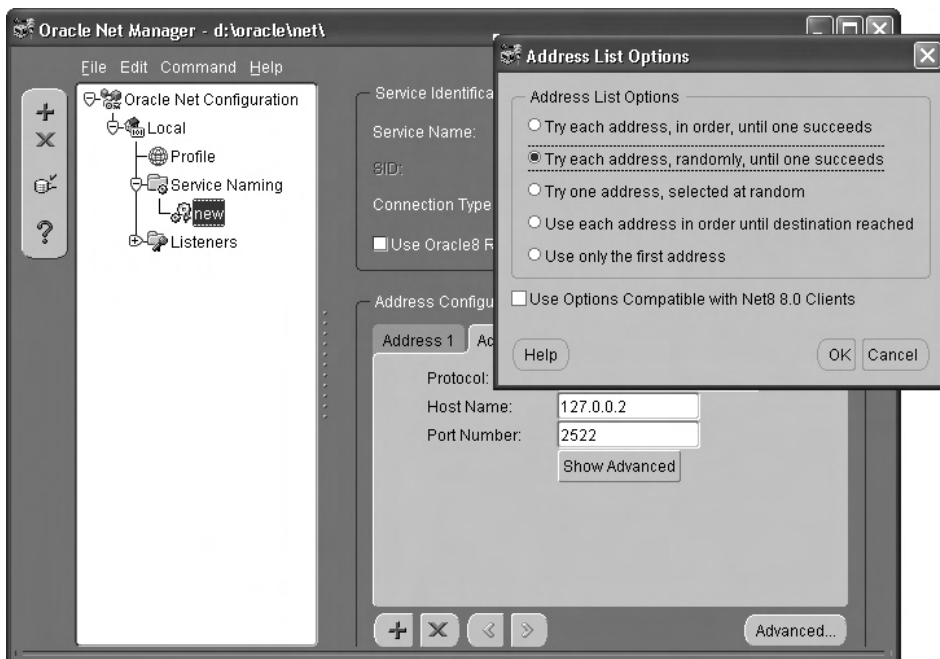 Oracle Net Manager - d:\oracle\net\
File Edit Command Help
Oracle Net Configuration
Local
Profile
Service Naming
new
Listeners
Service Identifica
Service Name:
SID:
Connection Type
Use Oracle8 R
Address Configu
Address 1
Ac
Protocol:
Host Name:
127.0.0.2
Port Number:
2522
Show Advanced
Advanced...
Address List Options
Address List Options
Try each address, in order, until one succeeds
Try each address, randomly, until one succeeds
Try one address, selected at random
Use each address in order until destination reached
Use only the first address
Use Options Compatible with Net8 8.0 Clients
Help
OK
Cancel